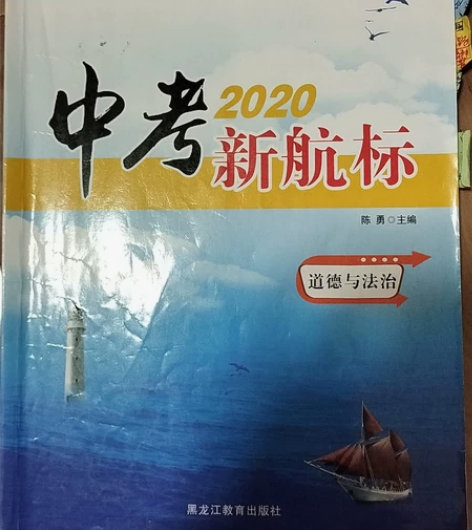 中考
2020
新航标
陈勇○主编
道德与法治
黑龙江教育出版社